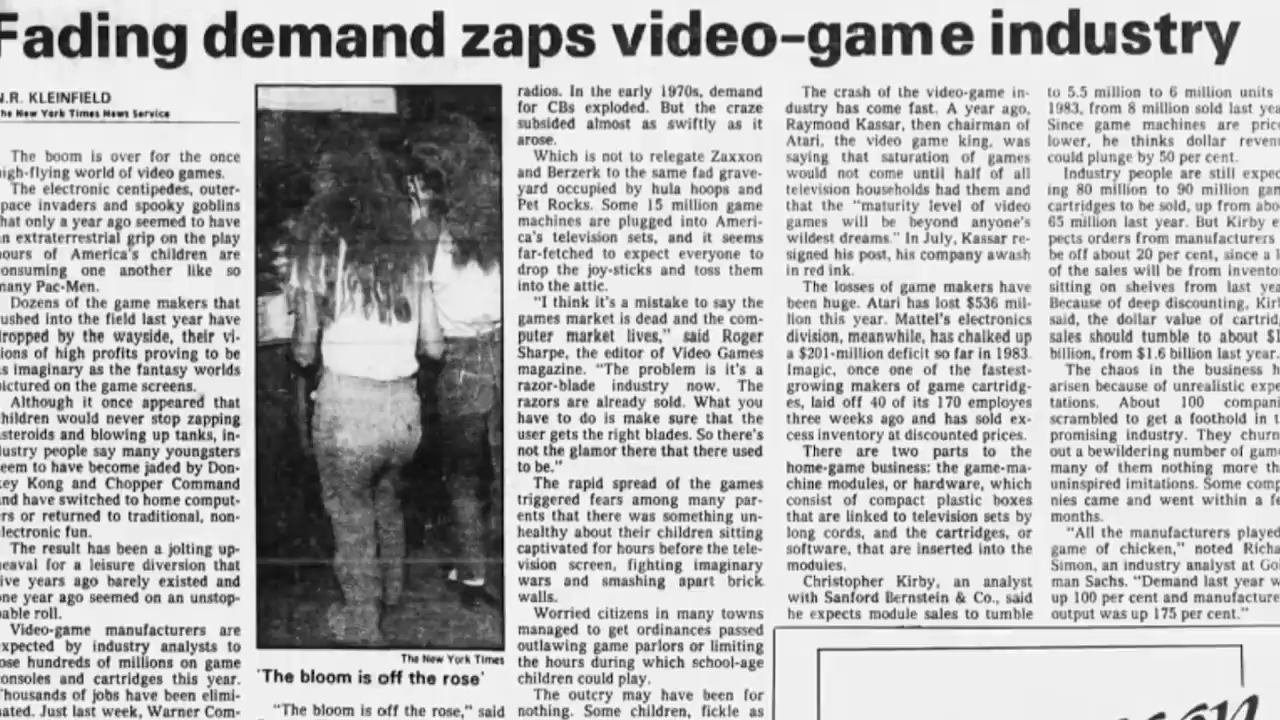 Fading demand zaps video-game industry
N.R. KLEINFIELD
The New York Times News Service
The boom is over for the once
high-flying world of video games.
The electronic centipedes, outer-
space invaders and spooky goblins
that only a year ago seemed to have
an extraterrestrial grip on the play
hours of America's children are
consuming one another like so
many Pac-Men.
Dozens of the game makers that
rushed into the field last year have
dropped by the wayside, their vi-
sions of high profits proving to be
as imaginary as the fantasy worlds
pictured on the game screens.
Although it once appeared that
children would never stop zapping
asteroids and blowing up tanks, in-
dustry people say many youngsters
seem to have become jaded by Don-
key Kong and Chopper Command
and have switched to home comput-
ers or returned to traditional, non-
electronic fun.
The result has been a jolting up-
heaval for a leisure diversion that
five years ago barely existed and
one year ago seemed on an unstop-
pable roll.
Video-game manufacturers are
expected by industry analysts to
lose hundreds of millions on game
consoles and cartridges this year.
Thousands of jobs have been elimi-
nated. Just last week, Warner Com-
The New York Times
'The bloom is off the rose'
"The bloom is off the rose," said
radios. In the early 1970s, demand
for CBs exploded. But the craze
subsided almost as swiftly as it
arose.
Which is not to relegate Zaxxon
and Berzerk to the same fad grave-
yard occupied by hula hoops and
Pet Rocks. Some 15 million game
machines are plugged into Ameri-
ca's television sets, and it seems
far-fetched to expect everyone to
drop the joy-sticks and toss them
into the attic.
"I think it's a mistake to say the
games market is dead and the com-
puter market lives," said Roger
Sharpe, the editor of Video Games
magazine. "The problem is it's a
razor-blade industry now. The
razors are already sold. What you
have to do is make sure that the
user gets the right blades. So there's
not the glamor there that there used
to be."
The rapid spread of the games
triggered fears among many par-
ents that there was something un-
healthy about their children sitting
captivated for hours before the tele-
vision screen, fighting imaginary
wars and smashing apart brick
walls.
Worried citizens in many towns
managed to get ordinances passed
outlawing game parlors or limiting
the hours during which school-age
children could play.
The outcry may have been for
nothing. Some children, fickle as
The crash of the video-game in-
dustry has come fast. A year ago,
Raymond Kassar, then chairman of
Atari, the video game king, was
saying that saturation of games
would not come until half of all
television households had them and
that the "maturity level of video
games will be beyond anyone's
wildest dreams." In July, Kassar re-
signed his post, his company awash
in red ink.
The losses of game makers have
been huge. Atari has lost $536 mil-
lion this year. Mattel's electronics
division, meanwhile, has chalked up
a $201-million deficit so far in 1983.
Imagic, once one of the fastest-
growing makers of game cartridg-
es, laid off 40 of its 170 employes
three weeks ago and has sold ex-
cess inventory at discounted prices.
There are two parts to the
home-game business: the game-ma-
chine modules, or hardware, which
consist of compact plastic boxes
that are linked to television sets by
long cords, and the cartridges, or
software, that are inserted into the
modules.
Christopher Kirby, an analyst
with Sanford Bernstein & Co., said
he expects module sales to tumble
to 5.5 million to 6 million units
1983, from 8 million sold last year
Since game machines are price
lower, he thinks dollar revenu
could plunge by 50 per cent.
Industry people are still expec
ing 80 million to 90 million gam
cartridges to be sold, up from abo
65 million last year. But Kirby e
pects orders from manufacturers
be off about 20 per cent, since a l
of the sales will be from invento
sitting on shelves from last yea
Because of deep discounting, Kirb
said, the dollar value of cartridg
sales should tumble to about $1
billion, from $1.6 billion last year.
The chaos in the business h
arisen because of unrealistic expe
tations. About 100 compani
scrambled to get a foothold in t
promising industry. They churn
out a bewildering number of game
many of them nothing more th
uninspired imitations. Some comp
nies came and went within a fe
months.
"All the manufacturers played
game of chicken," noted Richa
Simon, an industry analyst at Gol
man Sachs. "Demand last year w
up 100 per cent and manufacture
output was up 175 per cent."